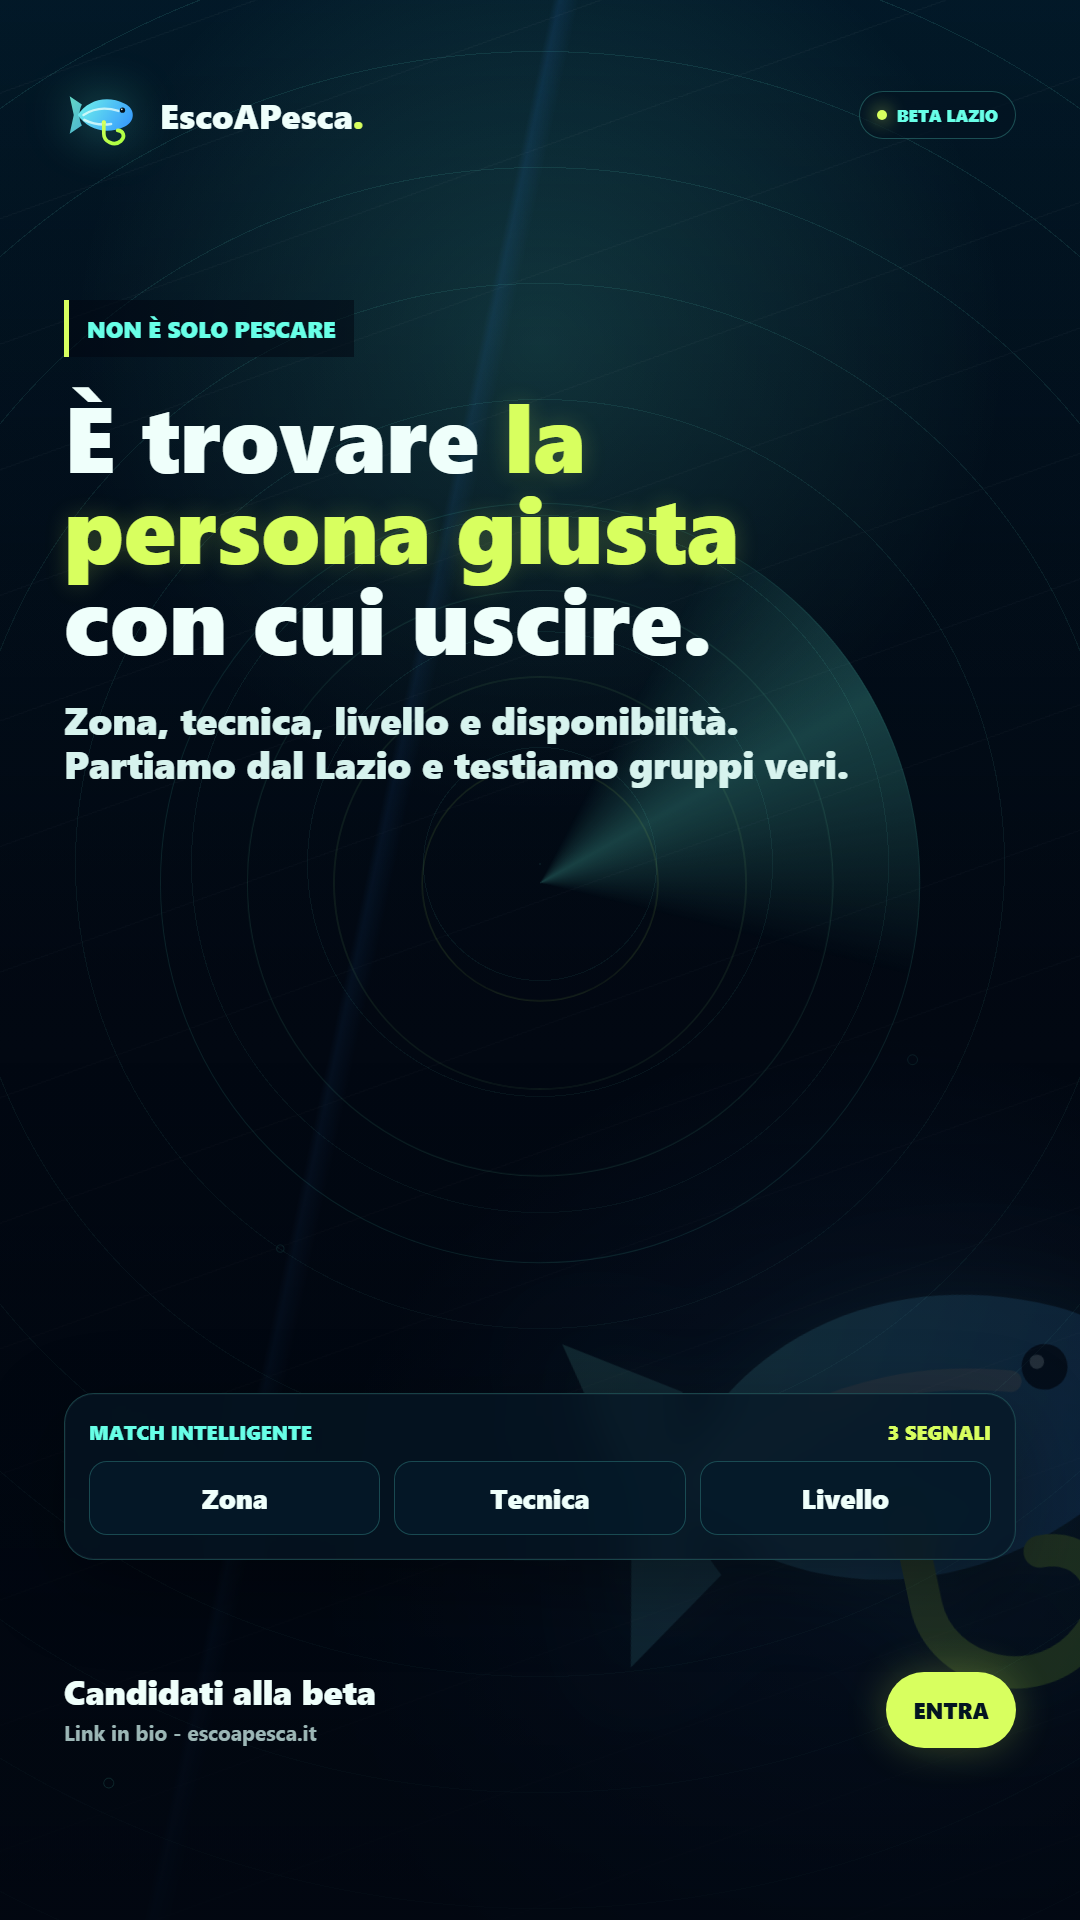 EscoAPesca.
BETA LAZIO
NON È SOLO PESCARE
È trovare la
persona giusta
con cui uscire.
Zona, tecnica, livello e disponibilità.
Partiamo dal Lazio e testiamo gruppi veri.
MATCH INTELLIGENTE
3 SEGNALI
Zona
Tecnica
Livello
Candidati alla beta
Link in bio - escoapesca.it
ENTRA